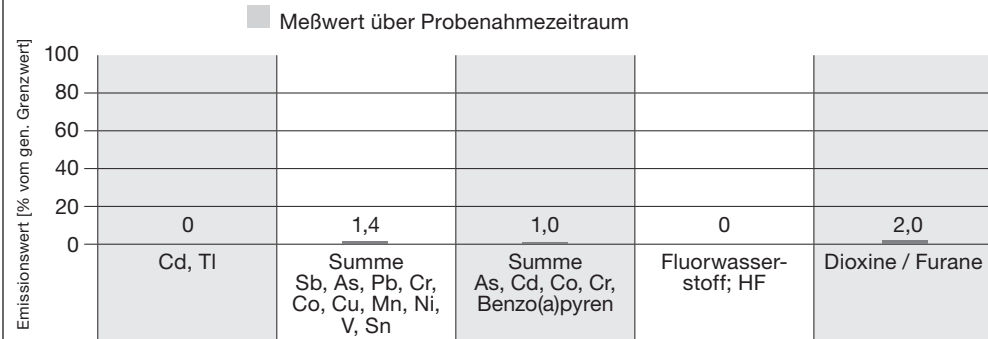 Meßwert über Probenahmezeitraum
Emissionswert [% vom gen. Grenzwert]
100
80
60
40
20
0
0
1,4
1,0
0
2,0
Cd, Tl
Summe
Sb, As, Pb, Cr,
Co, Cu, Mn, Ni,
V, Sn
Summe
As, Cd, Co, Cr,
Benzo(a)pyren
Fluorwasser-
stoff; HF
Dioxine / Furane